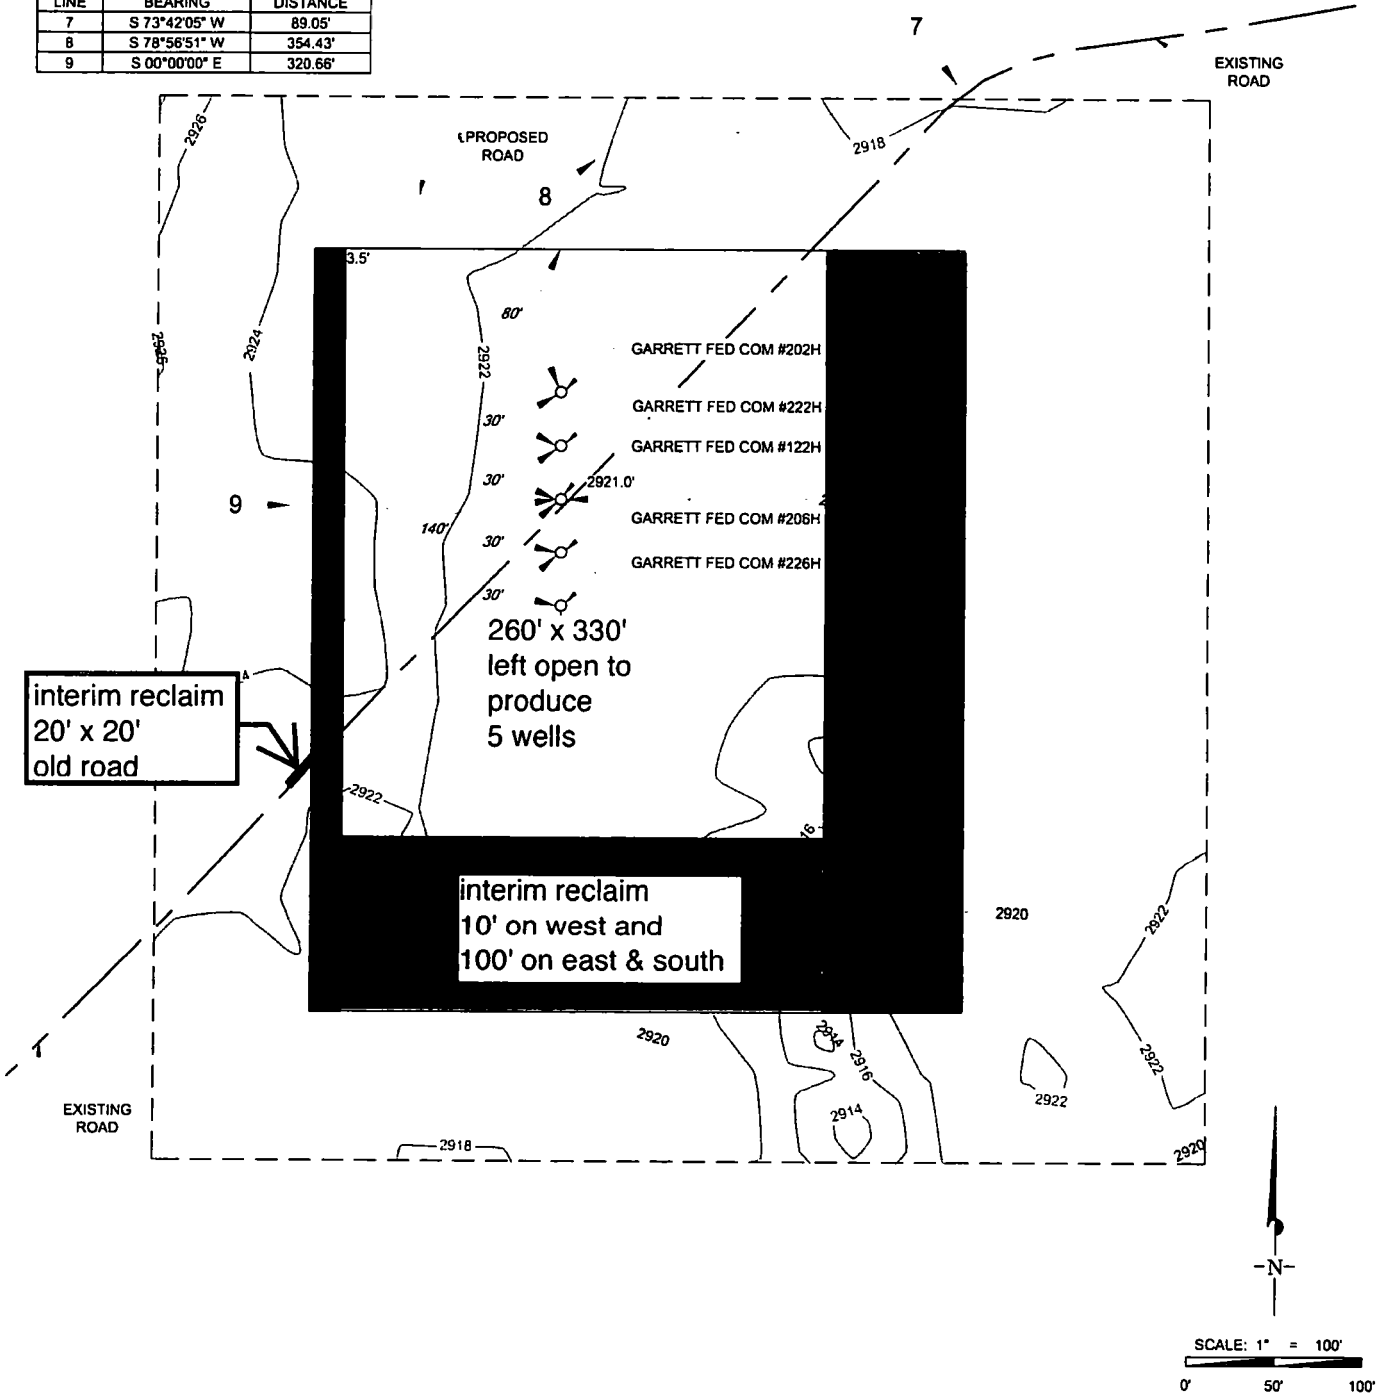 LINE BEARING DISTANCE
7 S 73°42'05" W 89.05'
8 S 78°56'51" W 354.43'
9 S 00°00'00" E 320.66'
7
EXISTING
ROAD
2926
PROPOSED
ROAD
2918
8
3.5'
80'
2926
2924
2922
GARRETT FED COM #202H
GARRETT FED COM #222H
30'
GARRETT FED COM #122H
30'
2921.0'
9
140'
GARRETT FED COM #206H
30'
GARRETT FED COM #226H
30'
260' x 330'
left open to
produce
5 wells
interim reclaim
20' x 20'
old road
2922
16
interim reclaim
10' on west and
100' on east & south
2920
2922
2920
2914
2916
2922
2922
EXISTING
ROAD
2914
2918
2920
-N-
SCALE: 1" = 100'
0' 50' 100'